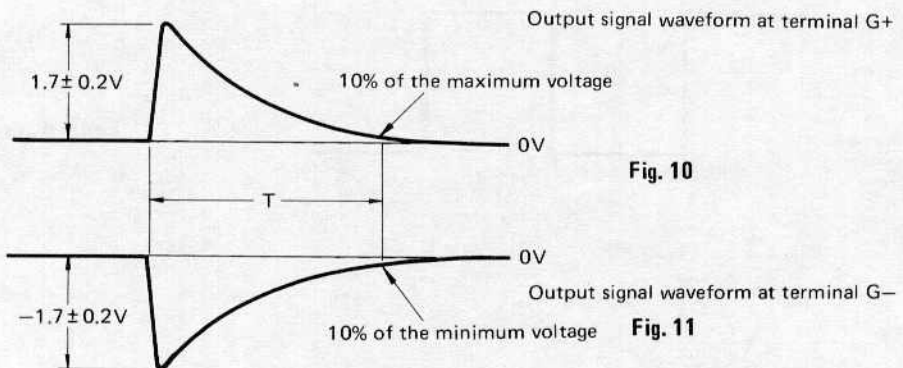 Output signal waveform at terminal G+
1.7± 0.2V
10% of the maximum voltage
0V
Fig. 10
T
0V
−1.7± 0.2V
Output signal waveform at terminal G−
10% of the minimum voltage
Fig. 11